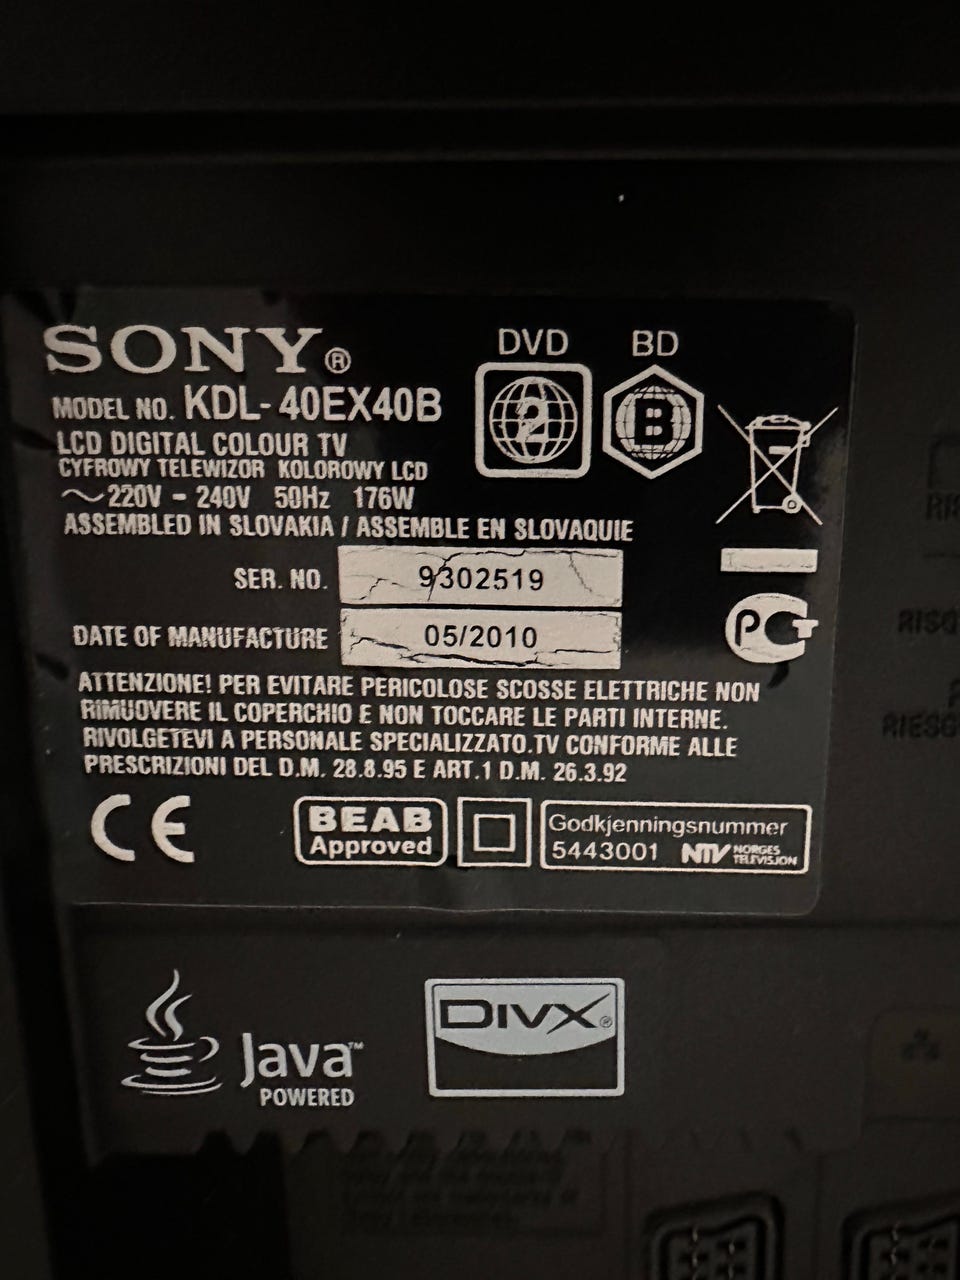 SONY®
MODEL NO. KDL-40EX40B
LCD DIGITAL COLOUR TV
CYFROWY TELEWIZOR KOLOROWY LCD
~220V - 240V 50Hz 176W
ASSEMBLED IN SLOVAKIA / ASSEMBLE EN SLOVAQUIE
DVD
2
BD
B
SER. NO. 9302519
DATE OF MANUFACTURE 05/2010
PCT
ATTENZIONE! PER EVITARE PERICOLOSE SCOSSE ELETTRICHE NON
RIMUOVERE IL COPERCHIO E NON TOCCARE LE PARTI INTERNE.
RIVOLGETEVI A PERSONALE SPECIALIZZATO.TV CONFORME ALLE
PRESCRIZIONI DEL D.M. 28.8.95 E ART.1 D.M. 26.3.92
CE
BEAB
Approved
Godkjenningsnummer
5443001 NTV NORGES
TELEVISJON
Java™
POWERED
DIVX®